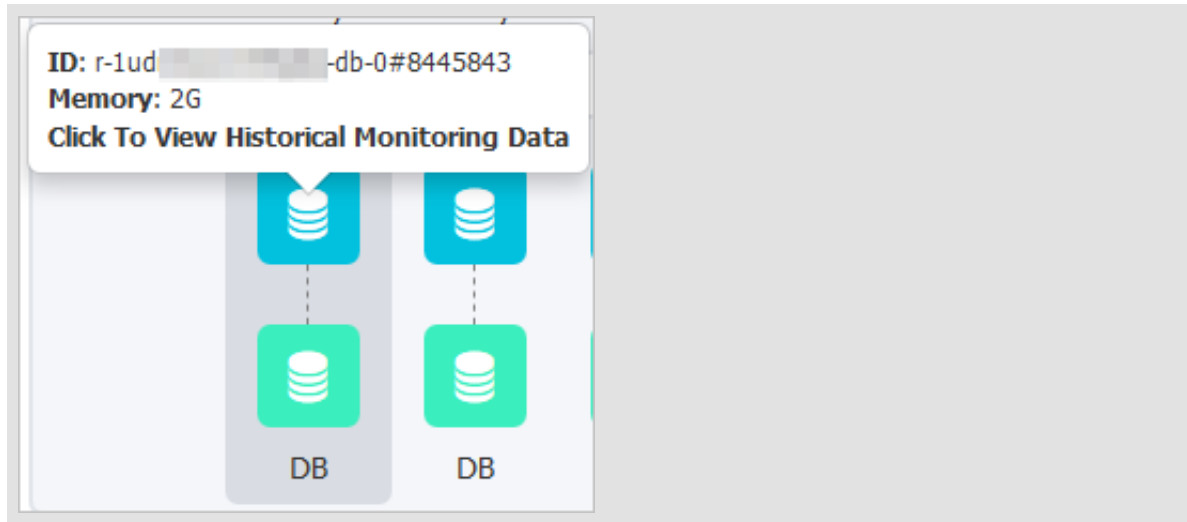 ID: r-1ud -db-0#8445843
Memory: 2G
Click To View Historical Monitoring Data
DB DB